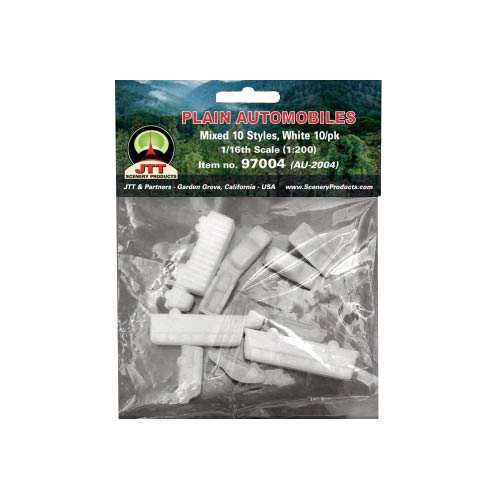 PLAIN AUTOMOBILES
Mixed 10 Styles, White 10/pk
1/16th Scale (1:200)
Item no. 97004 (AU-2004)
JTT
SCENERY PRODUCTS
JTT & Partners - Garden Grove, California - USA www.SceneryProducts.com